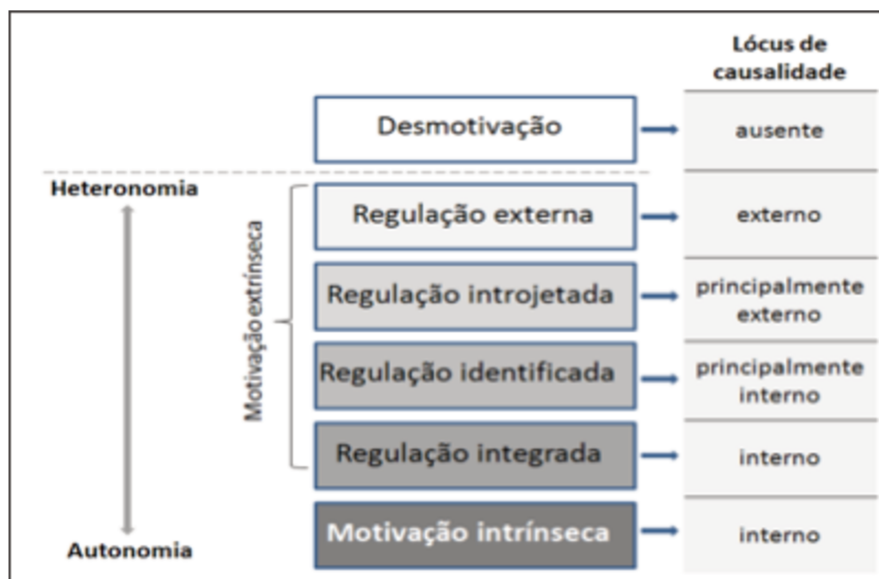 Lócus de
causalidade
Desmotivação
ausente
Heteronomia
Regulação externa
externo
Motivação extrínseca
Regulação introjetada
principalmente
externo
Regulação identificada
principalmente
interno
Regulação integrada
interno
Motivação intrínseca
interno
Autonomia